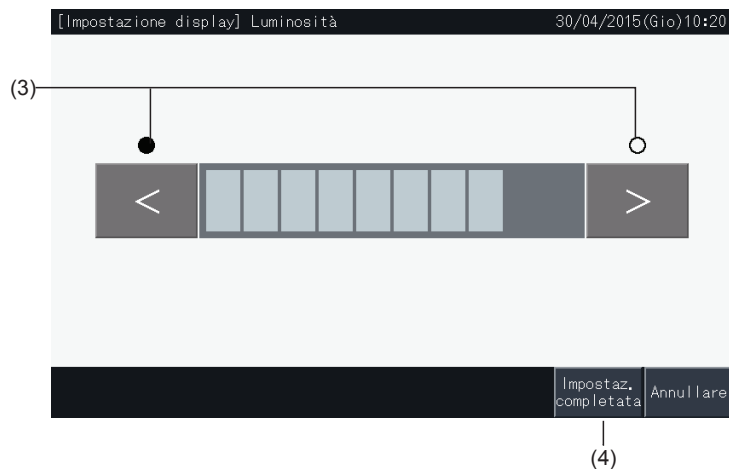 [Impostazione display] Luminosità 30/04/2015(Gio)10:20
(3)
< >
Impostaz.
completata
Annullare
(4)